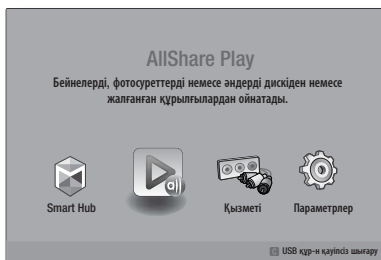 AllShare Play
Бейнелерді, фотосуреттерді немесе әндерді дискіден немесе
жалғанған құрылғылардан ойнатады.
Smart Hub
Қызметі
Параметрлер
C USB құр-н қауіпсіз шығару